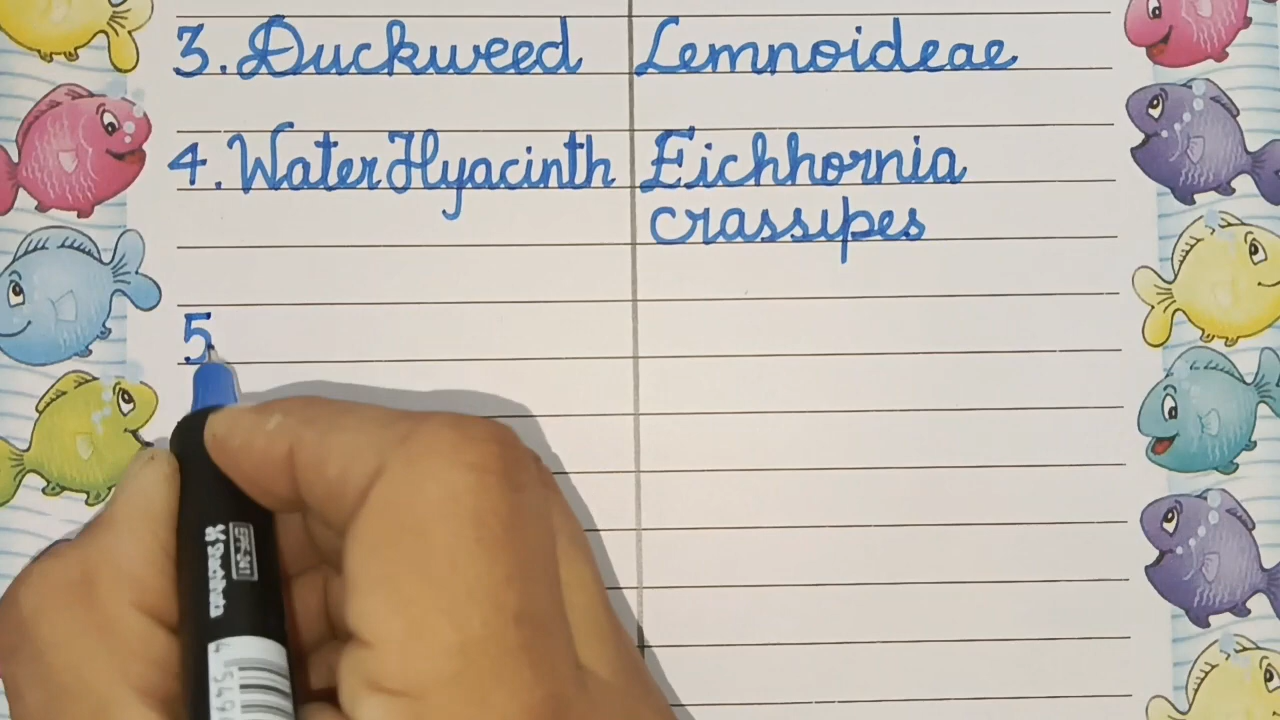 3. Duckweed Lemnoideae
4. Water Hyacinth Eichhornia
crassipes
5